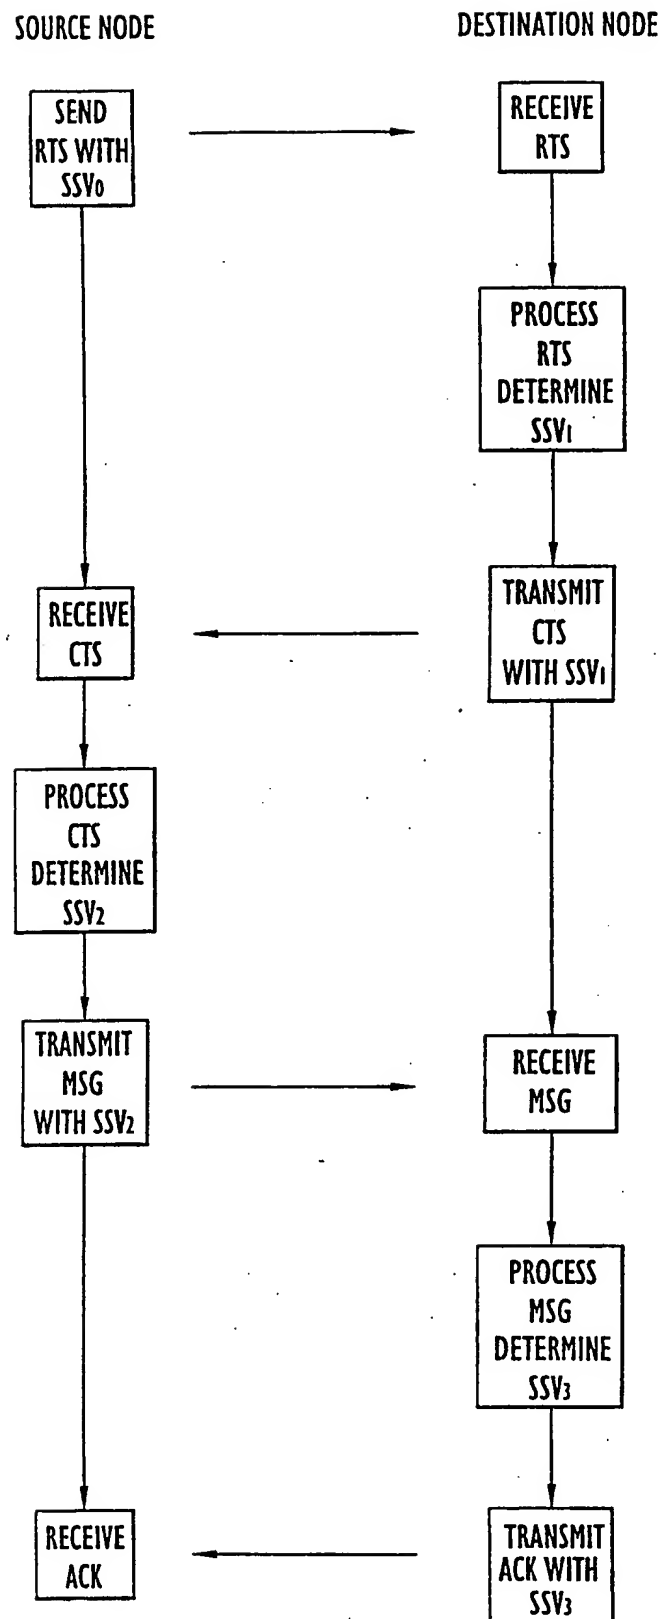 SOURCE NODE
DESTINATION NODE
SEND
RTS WITH
SSV0
RECEIVE
RTS
PROCESS
RTS
DETERMINE
SSV1
RECEIVE
CTS
TRANSMIT
CTS
WITH SSV1
PROCESS
CTS
DETERMINE
SSV2
TRANSMIT
MSG
WITH SSV2
RECEIVE
MSG
PROCESS
MSG
DETERMINE
SSV3
RECEIVE
ACK
TRANSMIT
ACK WITH
SSV3